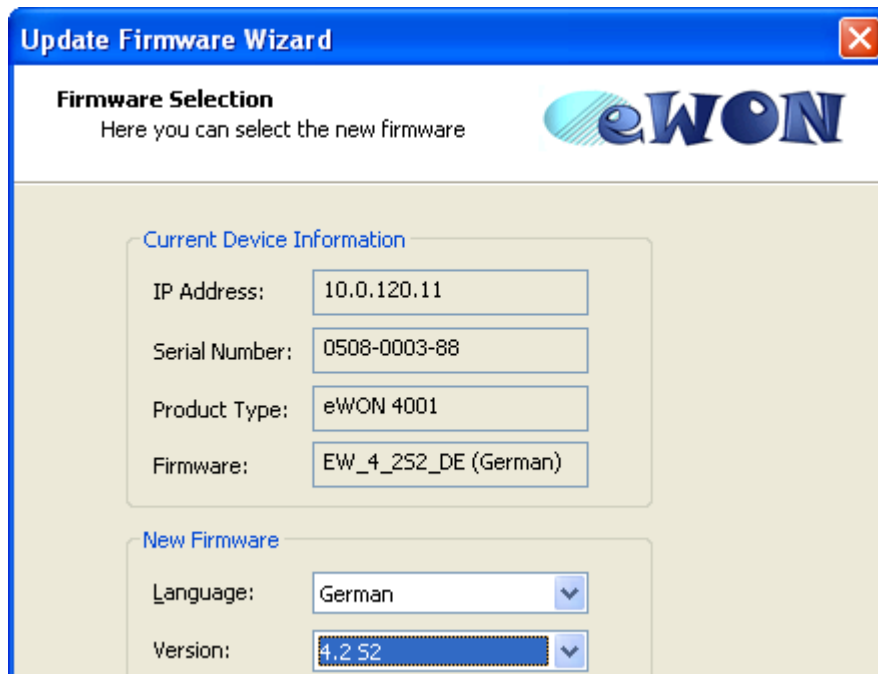 Update Firmware Wizard
Firmware Selection
Here you can select the new firmware
eWON
Current Device Information
IP Address: 10.0.120.11
Serial Number: 0508-0003-88
Product Type: eWON 4001
Firmware: EW_4_2S2_DE (German)
New Firmware
Language: German
Version: 4.2 S2